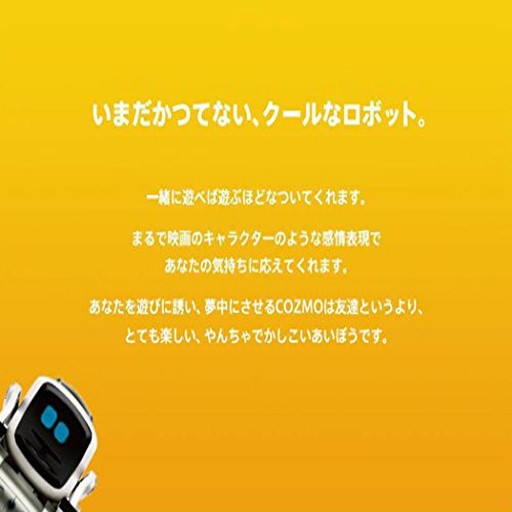 いまだかつてない、クールなロボット。
一緒に遊べば遊ぶほどなついてくれます。
まるで映画のキャラクターのような感情表現で
あなたの気持ちに応えてくれます。
あなたを遊びに誘い、夢中にさせるCOZMOは友達というより、
とても楽しい、やんちゃでかしこいあいぼうです。